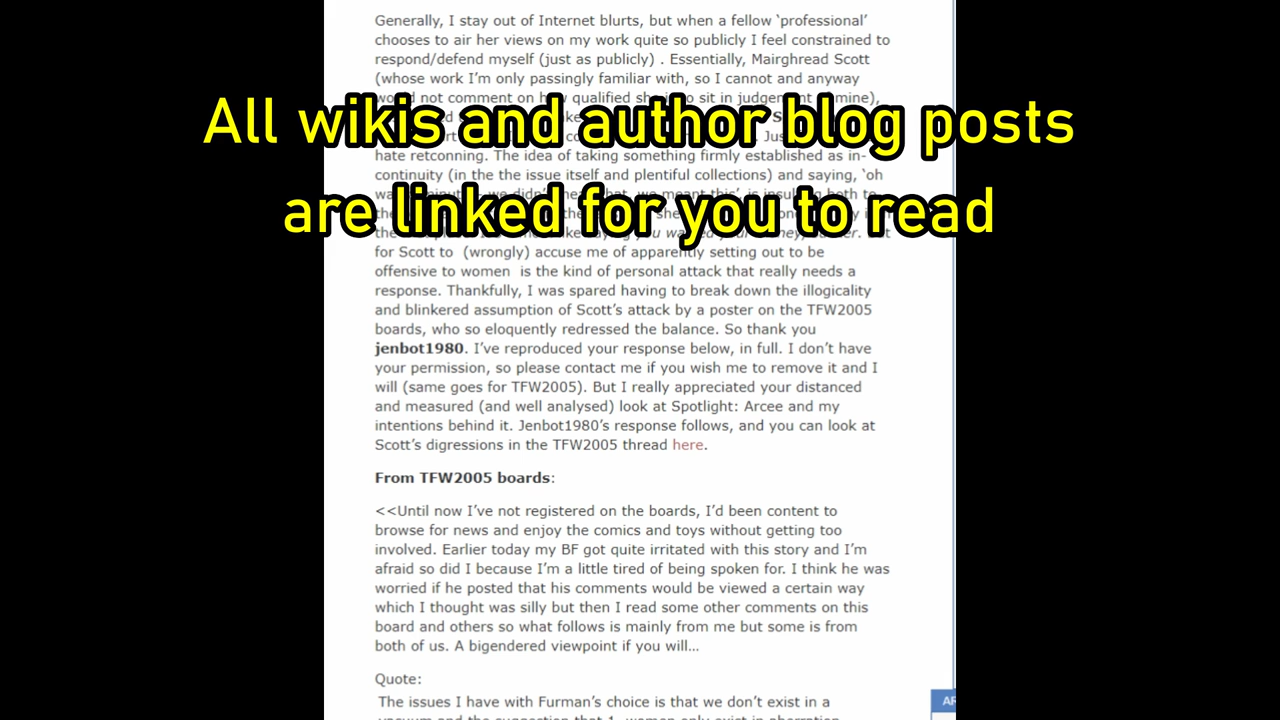 Generally, I stay out of Internet blurts, but when a fellow ‘professional’
chooses to air her views on my work quite so publicly I feel constrained to
respond/defend myself (just as publicly) . Essentially, Mairghread Scott
(whose work I’m only passingly familiar with, so I cannot and anyway
not comment on qualified sit in mine),
All wikis and author blog posts
hate retconning. The idea of taking something firmly established as in-
continuity (in the the issue itself and plentiful collections) and saying, ‘oh
are linked for you to read
for Scott to (wrongly) accuse me of apparently setting out to be
offensive to women is the kind of personal attack that really needs a
response. Thankfully, I was spared having to break down the illogicality
and blinkered assumption of Scott’s attack by a poster on the TFW2005
boards, who so eloquently redressed the balance. So thank you
jenbot1980. I’ve reproduced your response below, in full. I don’t have
your permission, so please contact me if you wish me to remove it and I
will (same goes for TFW2005). But I really appreciated your distanced
and measured (and well analysed) look at Spotlight: Arcee and my
intentions behind it. Jenbot1980’s response follows, and you can look at
Scott’s digressions in the TFW2005 thread here.
From TFW2005 boards:
<<Until now I’ve not registered on the boards, I’d been content to
browse for news and enjoy the comics and toys without getting too
involved. Earlier today my BF got quite irritated with this story and I’m
afraid so did I because I’m a little tired of being spoken for. I think he was
worried if he posted that his comments would be viewed a certain way
which I thought was silly but then I read some other comments on this
board and others so what follows is mainly from me but some is from
both of us. A bigendered viewpoint if you will…
Quote:
The issues I have with Furman’s choice is that we don’t exist in a